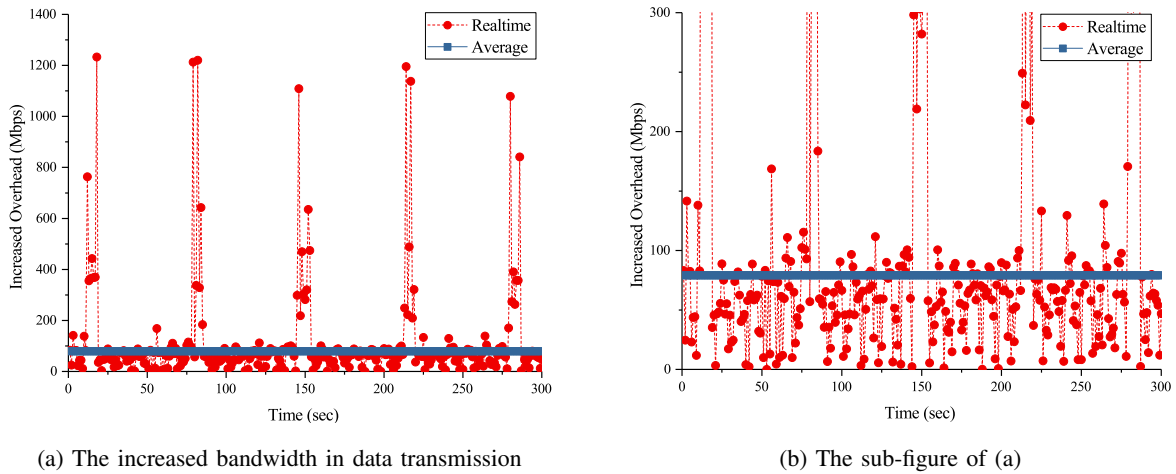 1400
1200
1000
800
600
400
200
0
0
50
100
150
200
250
300
Increased Overhead (Mbps)
Time (sec)
Realtime
Average
(a) The increased bandwidth in data transmission
300
200
100
0
0
50
100
150
200
250
300
Increased Overhead (Mbps)
Time (sec)
Realtime
Average
(b) The sub-figure of (a)